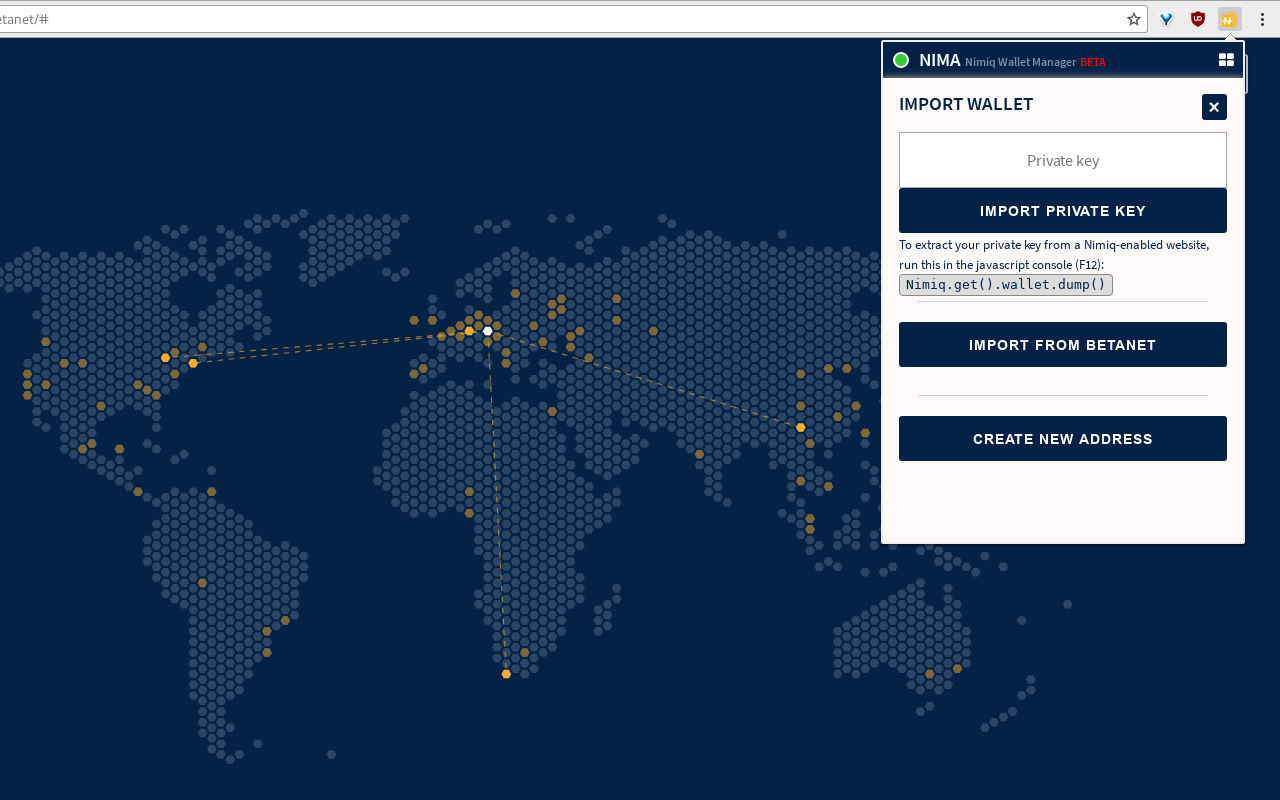 etanet/#
NIMA Nimiq Wallet Manager BETA
IMPORT WALLET
Private key
IMPORT PRIVATE KEY
To extract your private key from a Nimiq-enabled website,
run this in the javascript console (F12):
Nimiq.get().wallet.dump()
IMPORT FROM BETANET
CREATE NEW ADDRESS